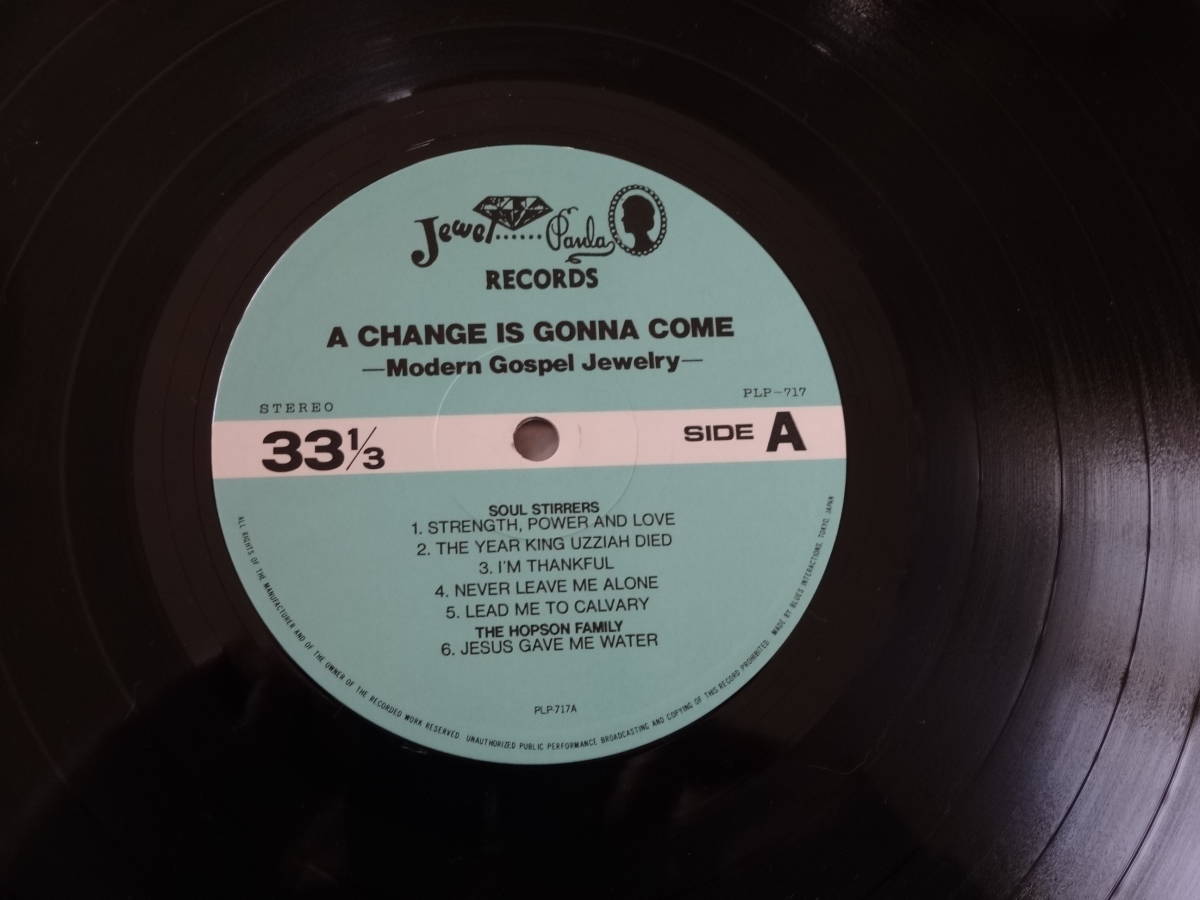 Jewel...... Paula
RECORDS
A CHANGE IS GONNA COME
—Modern Gospel Jewelry—
STEREO
PLP-717
33 1/3
SIDE A
SOUL STIRRERS
1. STRENGTH, POWER AND LOVE
2. THE YEAR KING UZZIAH DIED
3. I'M THANKFUL
4. NEVER LEAVE ME ALONE
5. LEAD ME TO CALVARY
THE HOPSON FAMILY
6. JESUS GAVE ME WATER
PLP-717A
ALL RIGHTS OF THE MANUFACTURER AND OF THE OWNER OF THE RECORDED WORK RESERVED. UNAUTHORIZED PUBLIC PERFORMANCE BROADCASTING AND COPYING OF THIS RECORD PROHIBITED. MADE BY BLUES INTERACTIONS, TOKYO, JAPAN